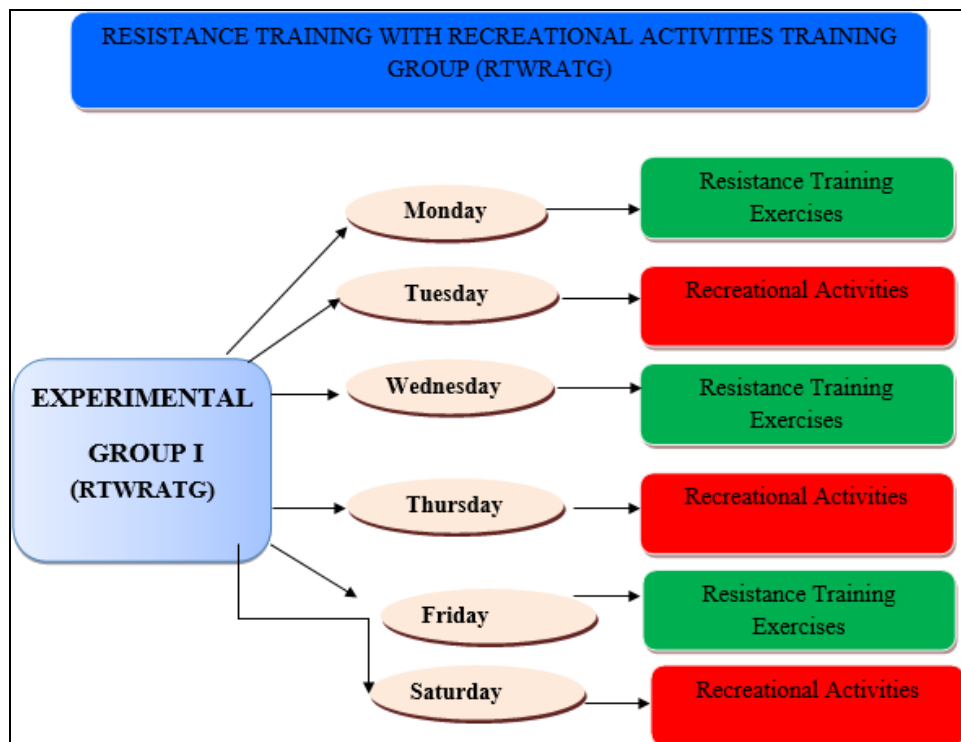 RESISTANCE TRAINING WITH RECREATIONAL ACTIVITIES TRAINING
GROUP (RTWRATG)
Monday
Resistance Training
Exercises
Tuesday
Recreational Activities
EXPERIMENTAL
GROUP I
(RTWRATG)
Wednesday
Resistance Training
Exercises
Thursday
Recreational Activities
Friday
Resistance Training
Exercises
Saturday
Recreational Activities